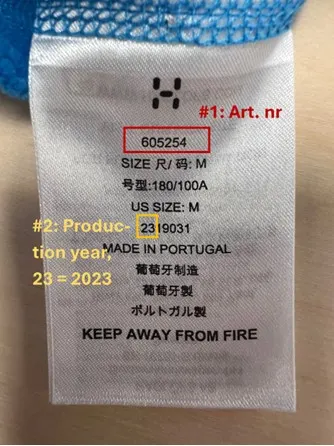 #1: Art. nr
605254
SIZE 尺/码: M
号型:180/100A
US SIZE: M
#2: Produc-
tion year,
23 = 2023
2319031
MADE IN PORTUGAL
葡萄牙制造
葡萄牙製
ポルトガル製
KEEP AWAY FROM FIRE